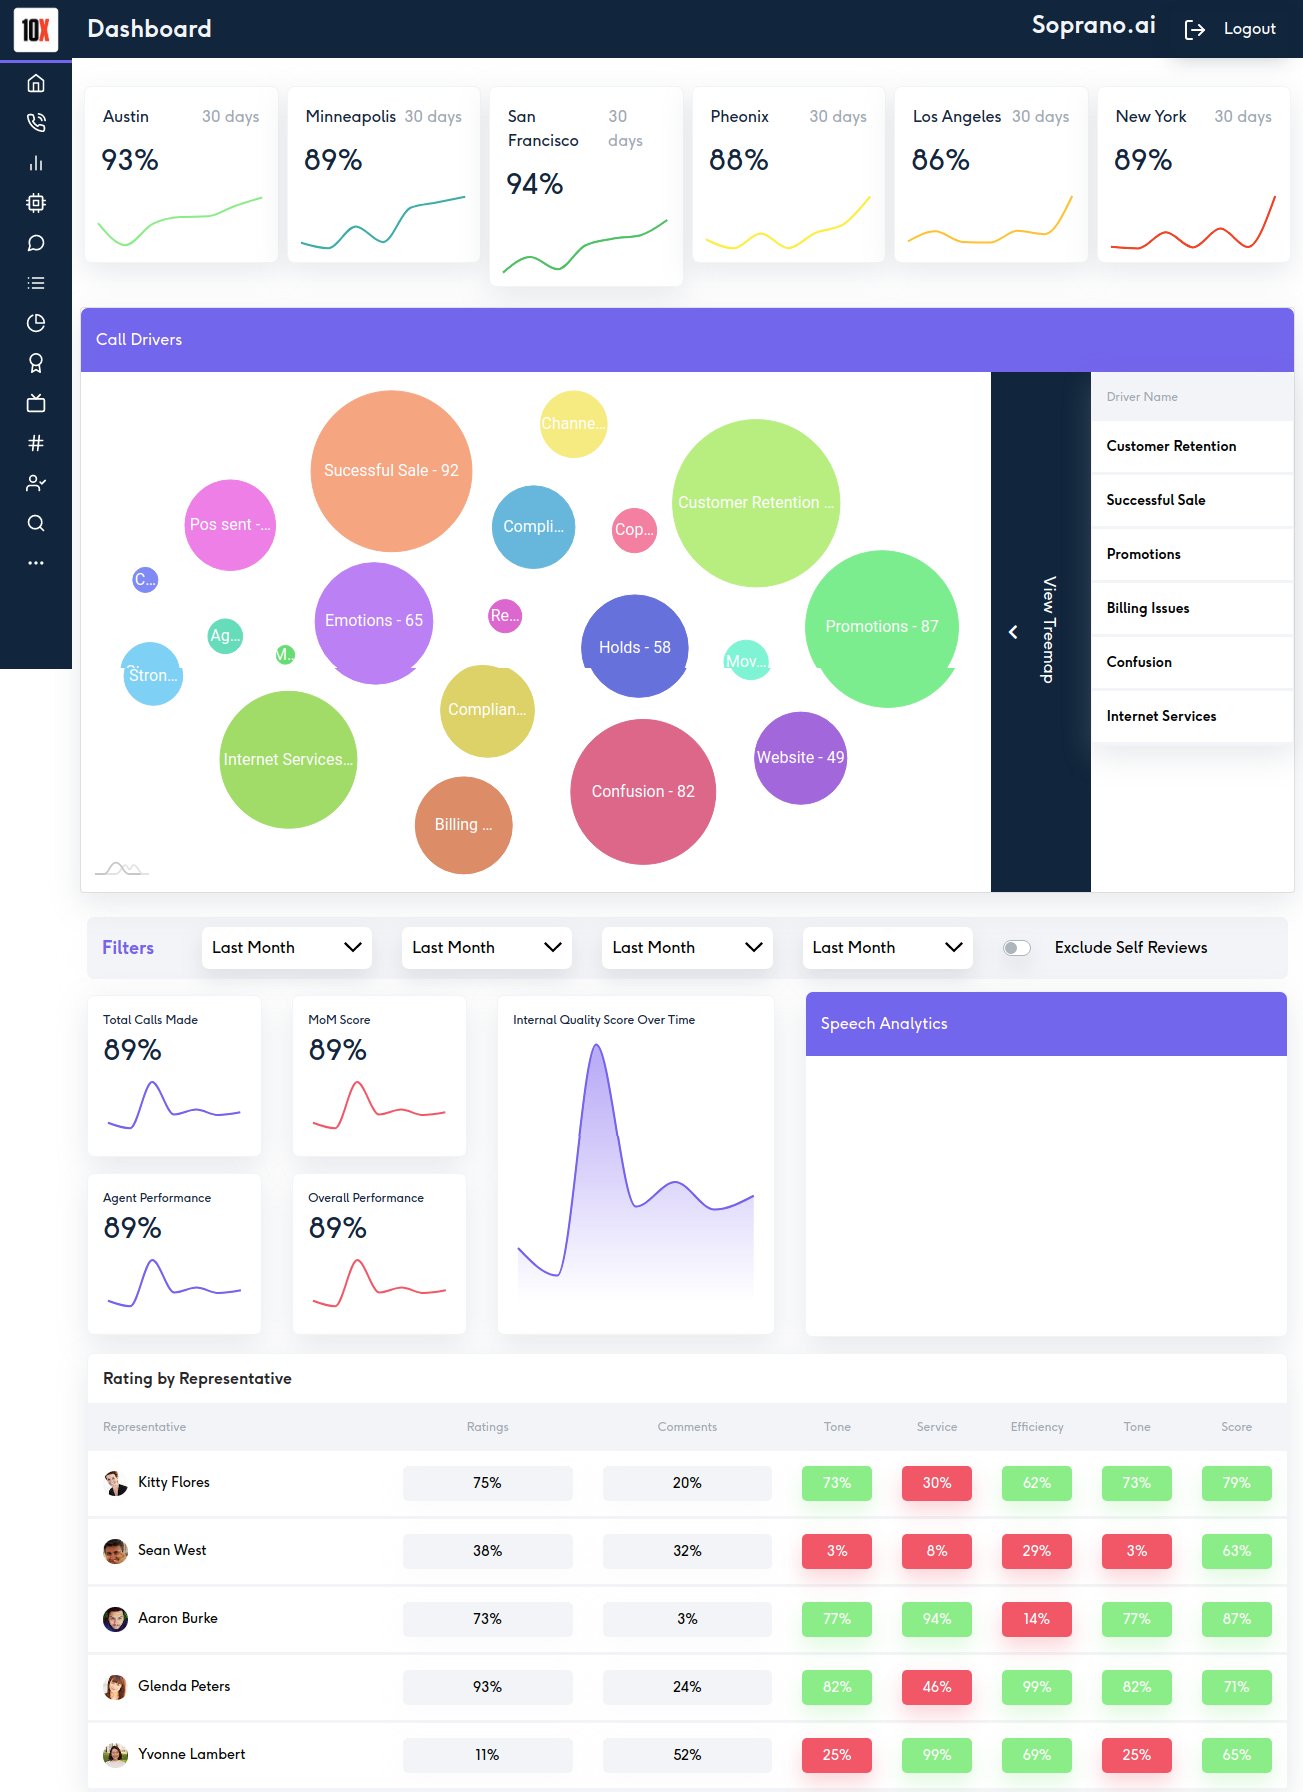 10X
Dashboard
Soprano.ai
Logout
Austin 30 days
93%
Minneapolis 30 days
89%
San Francisco 30 days
94%
Pheonix 30 days
88%
Los Angeles 30 days
86%
New York 30 days
89%
Call Drivers
Sucessful Sale - 92
Channe...
Customer Retention ...
Pos sent -...
Compli...
Cop...
C...
Emotions - 65
Re...
Ag...
M...
Holds - 58
Mov...
Promotions - 87
Stron...
Complian...
Internet Services...
Website - 49
Confusion - 82
Billing ...
View Treemap
Driver Name
Customer Retention
Successful Sale
Promotions
Billing Issues
Confusion
Internet Services
Filters
Last Month
Last Month
Last Month
Last Month
Exclude Self Reviews
Total Calls Made
89%
MoM Score
89%
Agent Performance
89%
Overall Performance
89%
Internal Quality Score Over Time
Speech Analytics
Rating by Representative
Representative Ratings Comments Tone Service Efficiency Tone Score
Kitty Flores 75% 20% 73% 30% 62% 73% 79%
Sean West 38% 32% 3% 8% 29% 3% 63%
Aaron Burke 73% 3% 77% 94% 14% 77% 87%
Glenda Peters 93% 24% 82% 46% 99% 82% 71%
Yvonne Lambert 11% 52% 25% 99% 69% 25% 65%